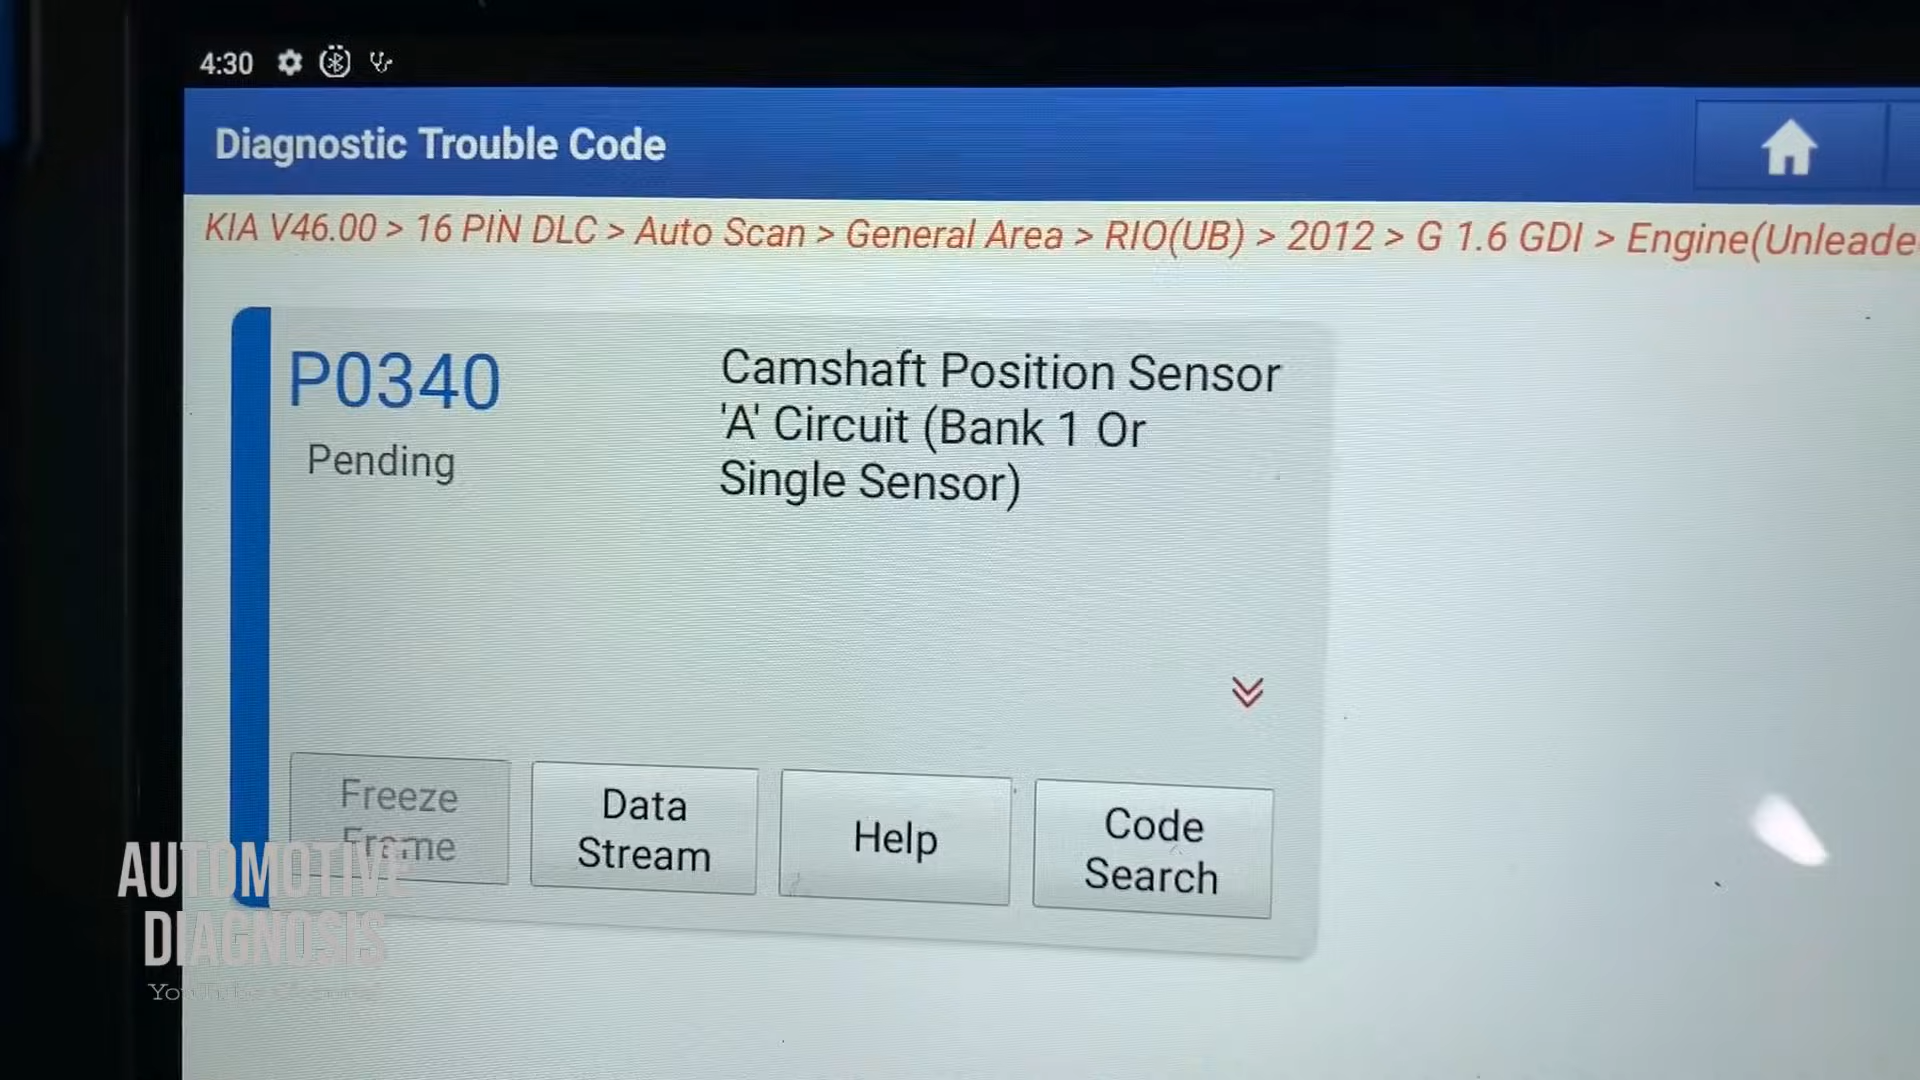 4:30
Diagnostic Trouble Code
KIA V46.00 > 16 PIN DLC > Auto Scan > General Area > RIO(UB) > 2012 > G 1.6 GDI > Engine(Unleade
P0340
Pending
Camshaft Position Sensor
'A' Circuit (Bank 1 Or
Single Sensor)
Freeze
Frame
Data
Stream
Help
Code
Search
AUTOMOTIVE
DIAGNOSIS
YouTube